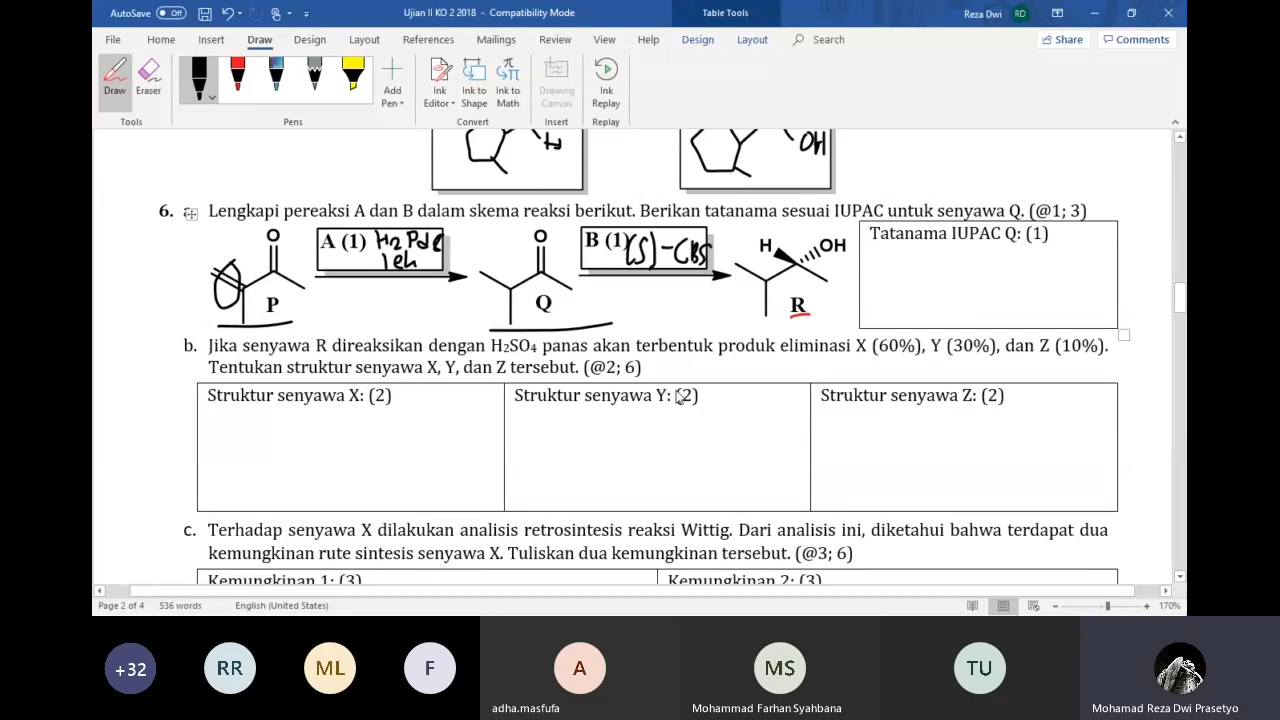 AutoSave Off
Ujian II KO 2 2018 - Compatibility Mode
Table Tools
Reza Dwi RD
File Home Insert Draw Design Layout References Mailings Review View Help Design Layout Search Share Comments
Draw Eraser Add Pen Ink Editor Ink to Shape Ink to Math Drawing Canvas Ink Replay
Tools Pens Convert Insert Replay
H OH
6. a. Lengkapi pereaksi A dan B dalam skema reaksi berikut. Berikan tatanama sesuai IUPAC untuk senyawa Q. (@1; 3)
O P
A (1) H2 PdC
1 eh
O Q
B (1) (S)-CBS
H OH R
Tatanama IUPAC Q: (1)
b. Jika senyawa R direaksikan dengan H₂SO₄ panas akan terbentuk produk eliminasi X (60%), Y (30%), dan Z (10%).
Tentukan struktur senyawa X, Y, dan Z tersebut. (@2; 6)
Struktur senyawa X: (2) Struktur senyawa Y: (2) Struktur senyawa Z: (2)
c. Terhadap senyawa X dilakukan analisis retrosintesis reaksi Wittig. Dari analisis ini, diketahui bahwa terdapat dua
kemungkinan rute sintesis senyawa X. Tuliskan dua kemungkinan tersebut. (@3; 6)
Kemungkinan 1: (3) Kemungkinan 2: (3)
Page 2 of 4 536 words English (United States) 170%
+32 RR ML F A MS TU
adha.masfufa Mohammad Farhan Syahbana Mohamad Reza Dwi Prasetyo